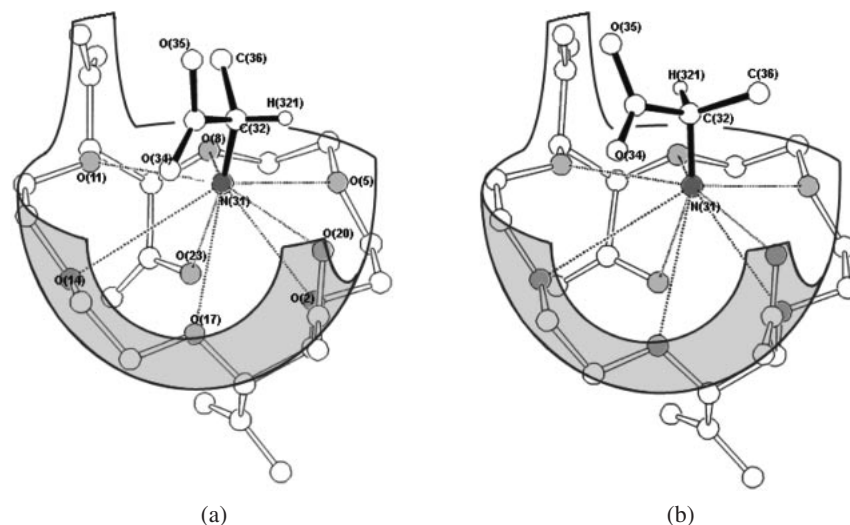 O(35)
C(36)
H(321)
C(32)
O(34)
O(8)
O(11)
O(5)
N(31)
O(20)
O(23)
O(14)
O(2)
O(17)
(a)
O(35)
H(321)
C(36)
C(32)
O(34)
N(31)
(b)